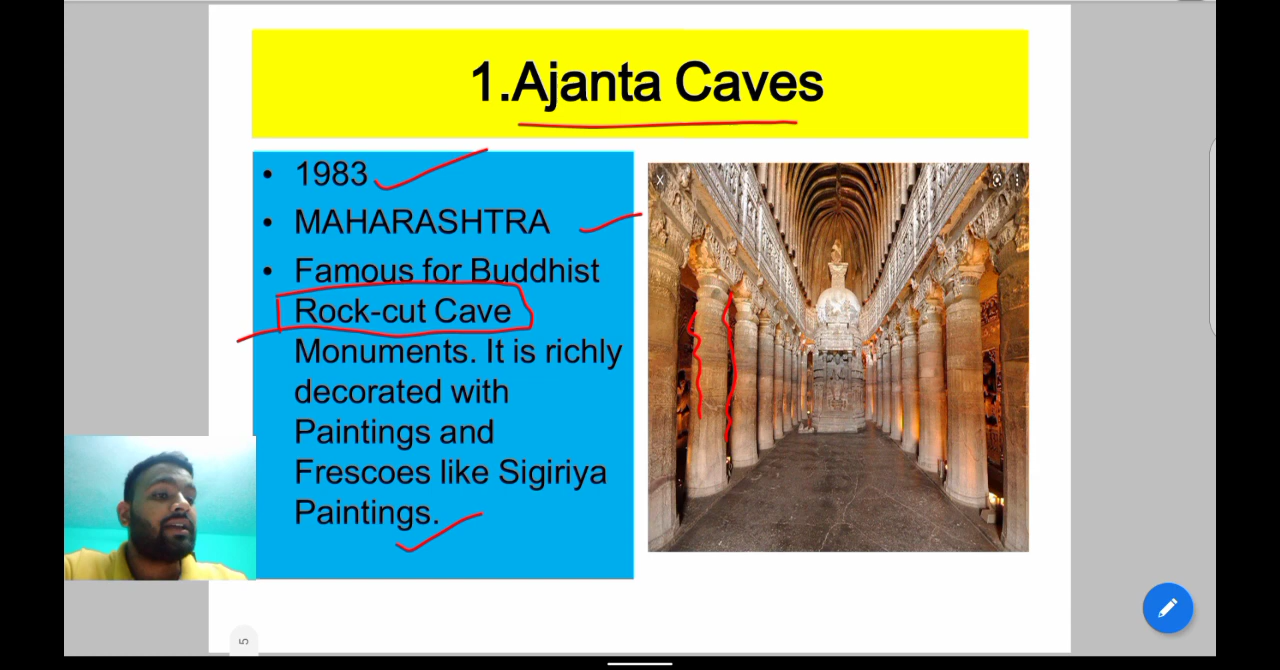 1.Ajanta Caves
• 1983
• MAHARASHTRA
• Famous for Buddhist
Rock-cut Cave
Monuments. It is richly
decorated with
Paintings and
Frescoes like Sigiriya
Paintings.
5